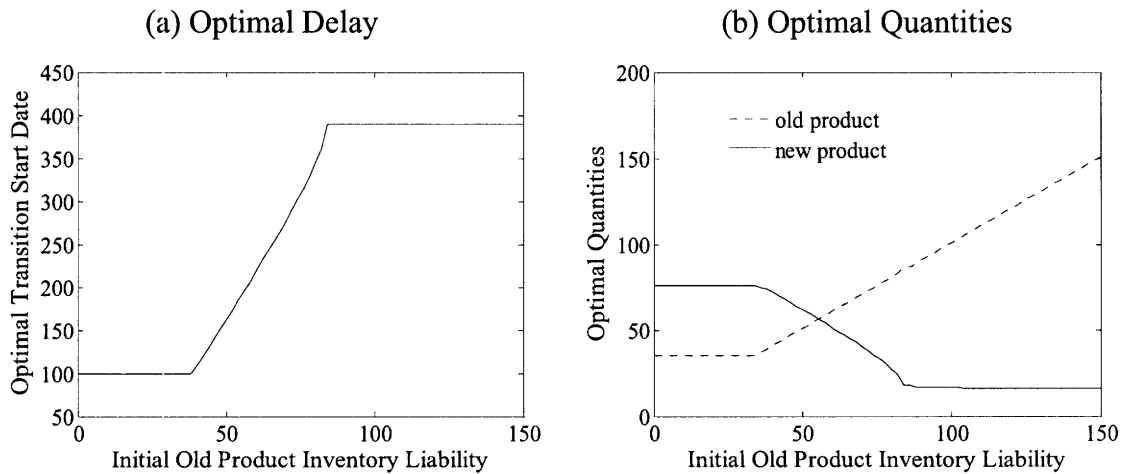 (a) Optimal Delay
450
400
350
300
250
200
150
100
50
0
50
100
150
Optimal Transition Start Date
Initial Old Product Inventory Liability
(b) Optimal Quantities
200
150
100
50
0
0
50
100
150
Optimal Quantities
old product
new product
Initial Old Product Inventory Liability